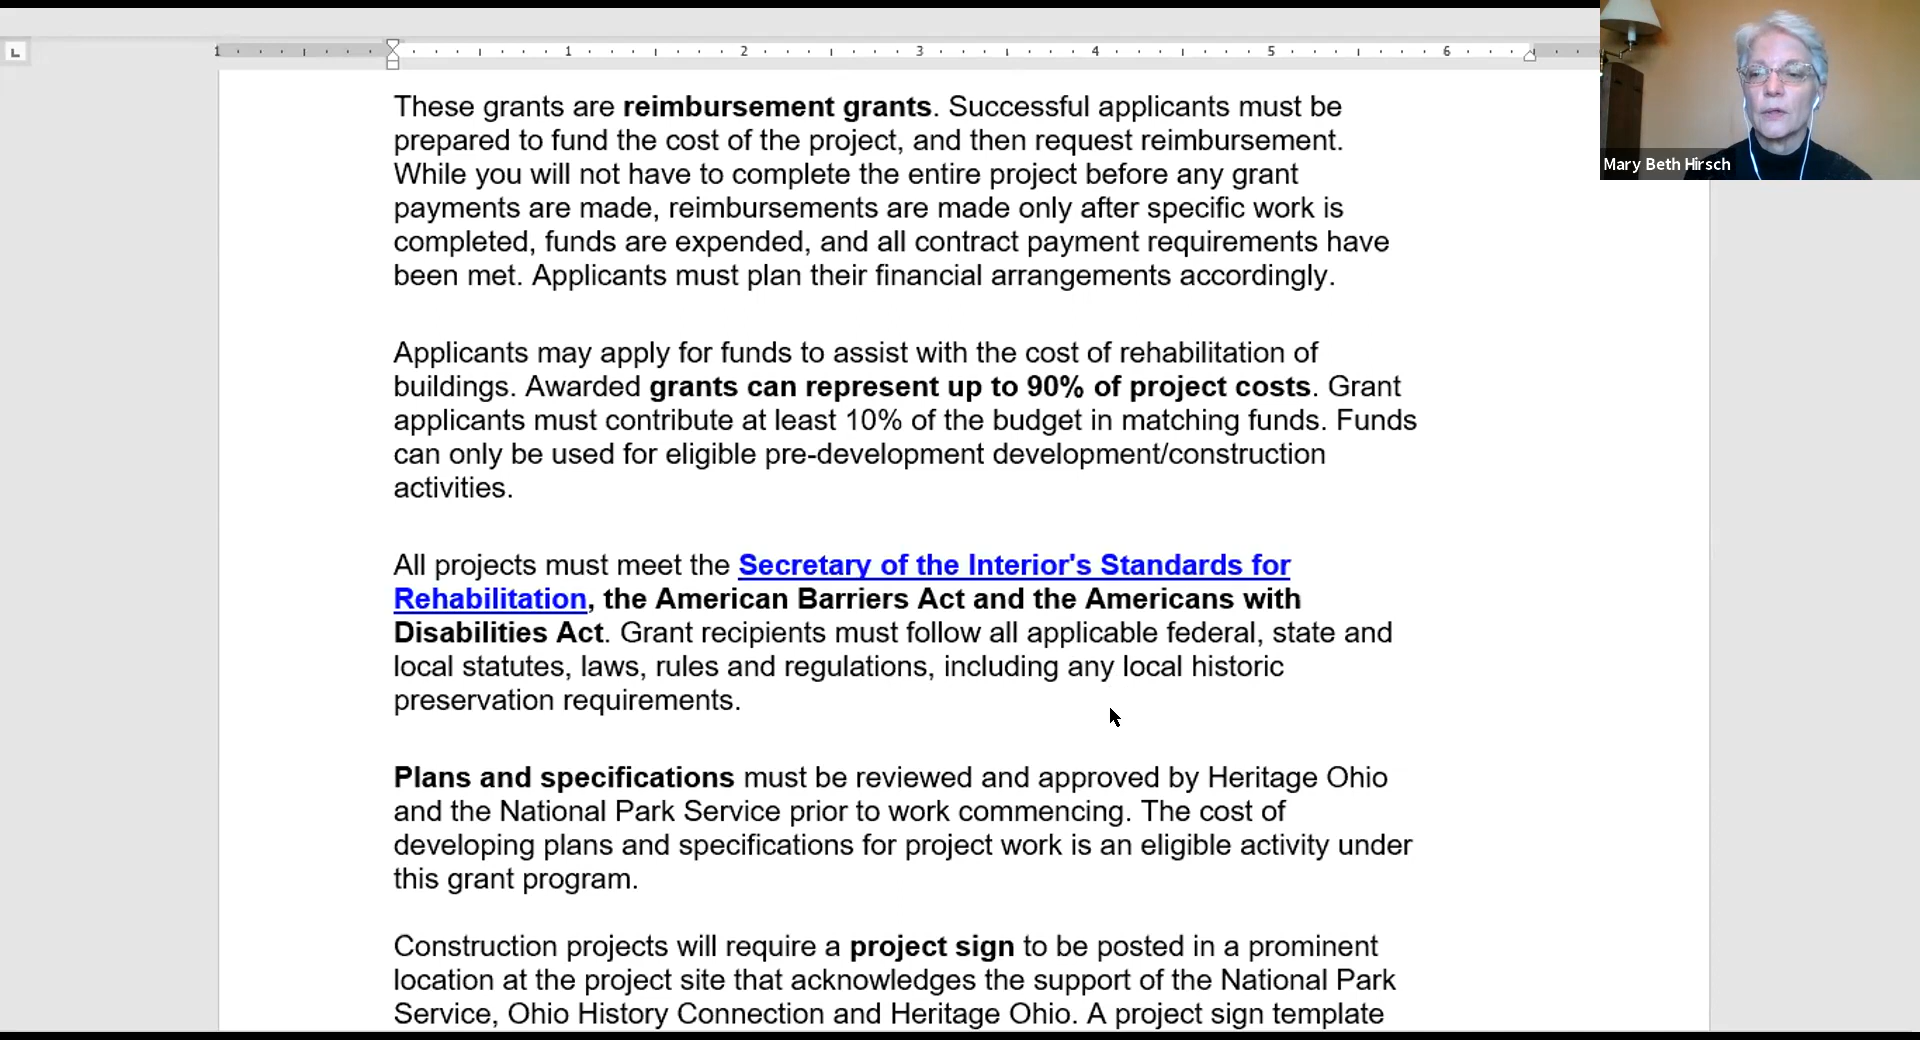 1 1 2 3 4 5 6
Mary Beth Hirsch
These grants are reimbursement grants. Successful applicants must be
prepared to fund the cost of the project, and then request reimbursement.
While you will not have to complete the entire project before any grant
payments are made, reimbursements are made only after specific work is
completed, funds are expended, and all contract payment requirements have
been met. Applicants must plan their financial arrangements accordingly.
Applicants may apply for funds to assist with the cost of rehabilitation of
buildings. Awarded grants can represent up to 90% of project costs. Grant
applicants must contribute at least 10% of the budget in matching funds. Funds
can only be used for eligible pre-development development/construction
activities.
All projects must meet the Secretary of the Interior's Standards for
Rehabilitation, the American Barriers Act and the Americans with
Disabilities Act. Grant recipients must follow all applicable federal, state and
local statutes, laws, rules and regulations, including any local historic
preservation requirements.
Plans and specifications must be reviewed and approved by Heritage Ohio
and the National Park Service prior to work commencing. The cost of
developing plans and specifications for project work is an eligible activity under
this grant program.
Construction projects will require a project sign to be posted in a prominent
location at the project site that acknowledges the support of the National Park
Service, Ohio History Connection and Heritage Ohio. A project sign template